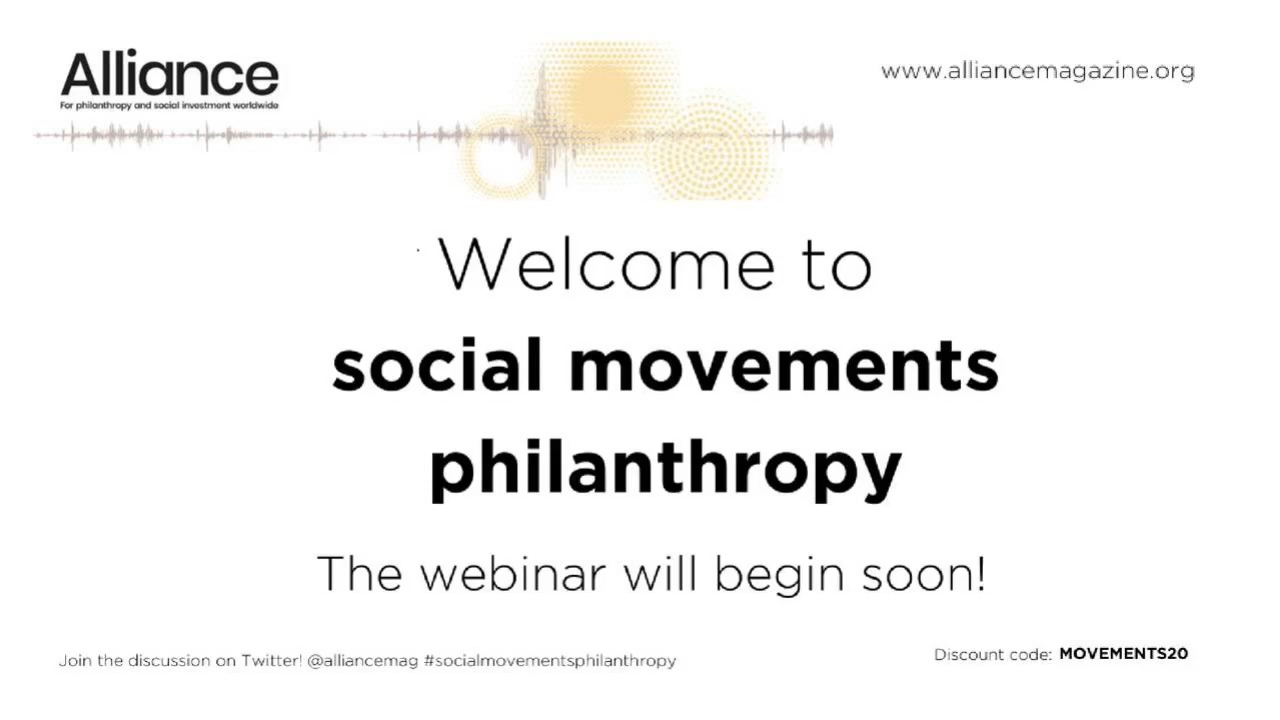 Alliance
For philanthropy and social investment worldwide
www.alliancemagazine.org
Welcome to
social movements
philanthropy
The webinar will begin soon!
Join the discussion on Twitter! @alliancemag #socialmovementsphilanthropy
Discount code: MOVEMENTS20